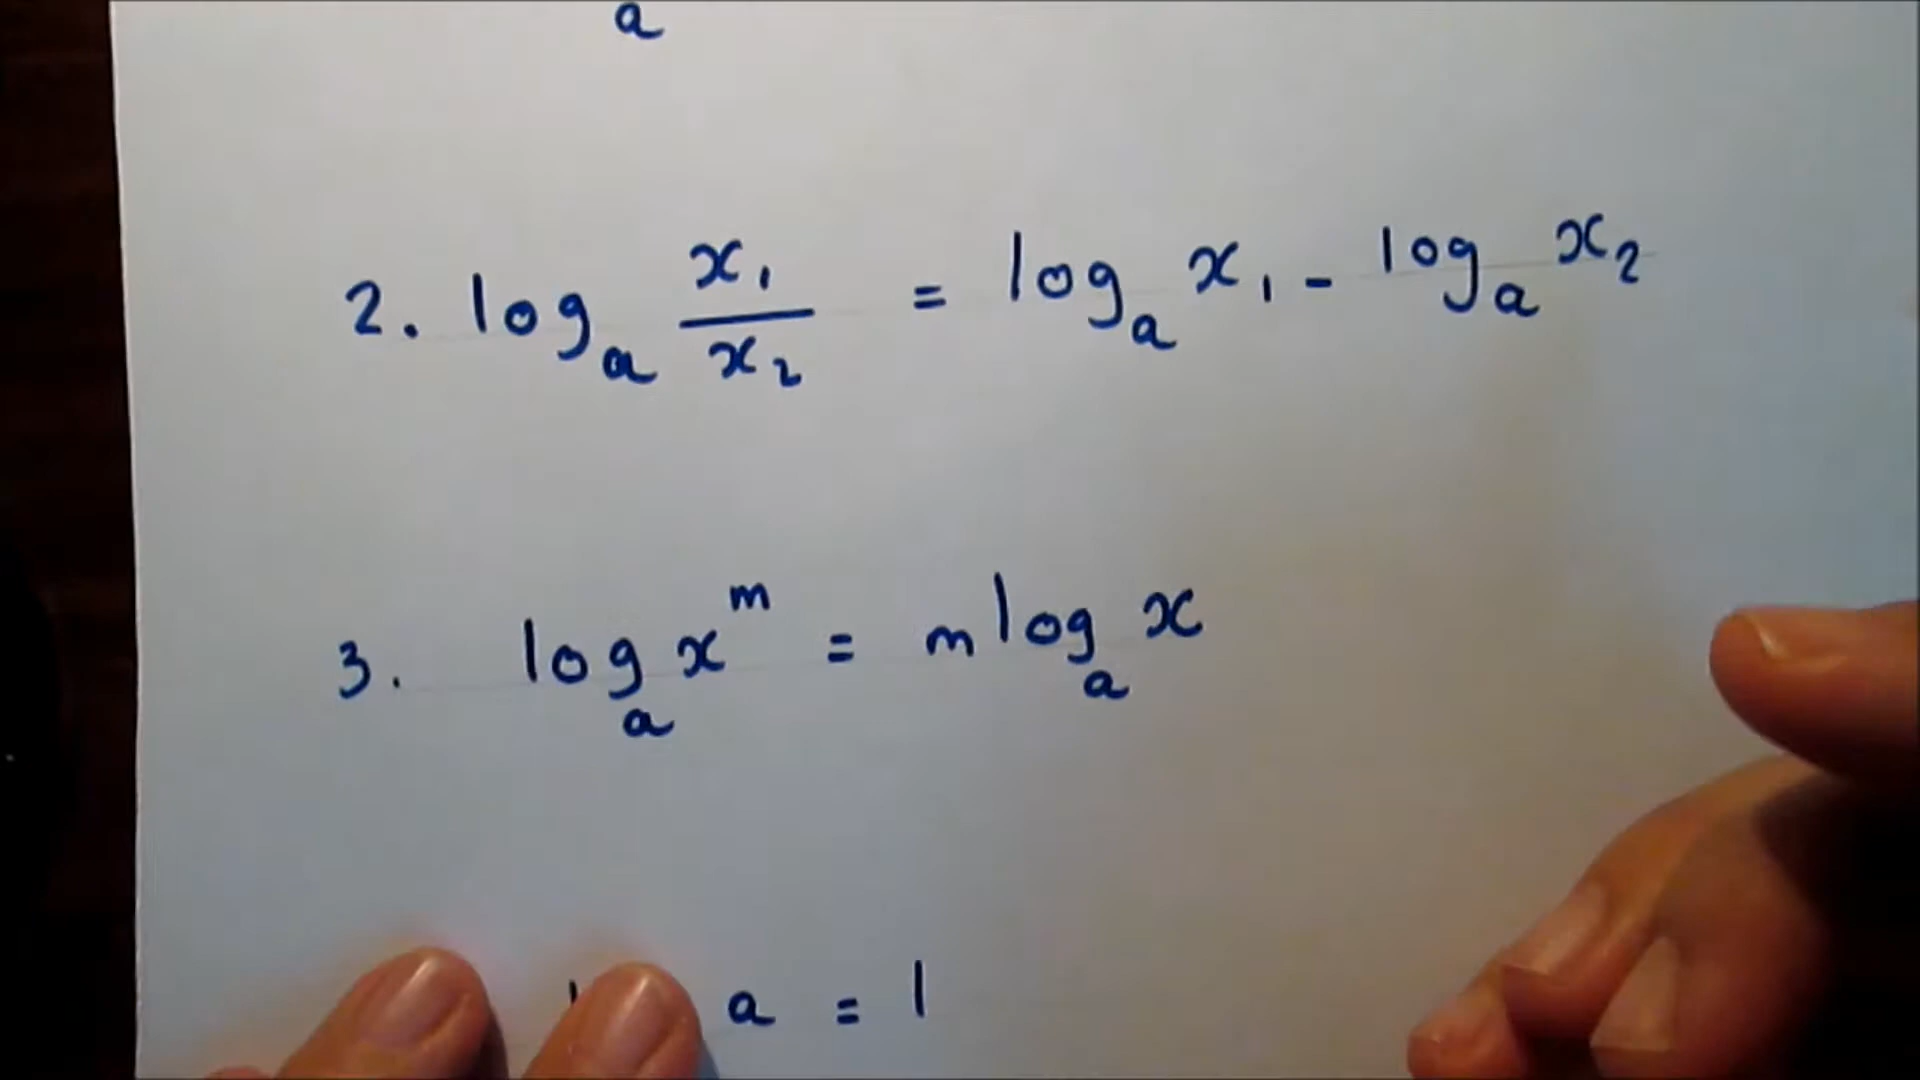 a
2. log_a x₁/x₂ = log_a x₁ - log_a x₂
3. log_a x^m = m log_a x
a = 1